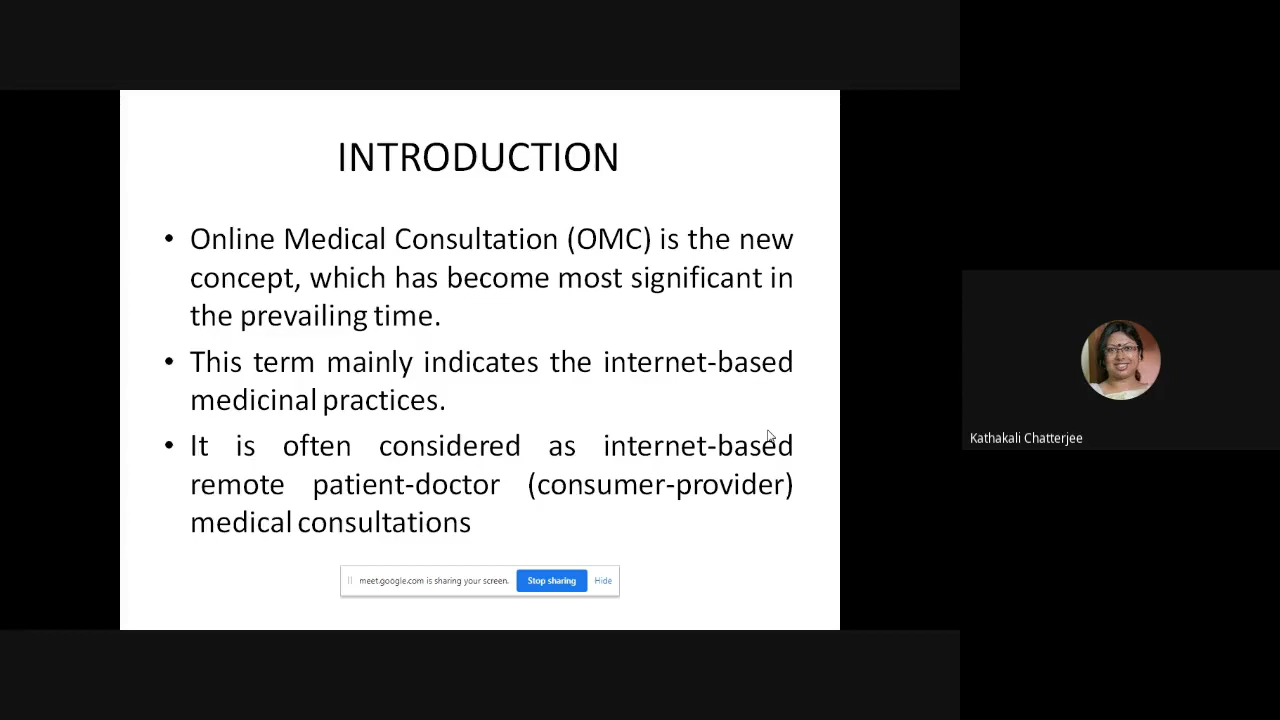 INTRODUCTION
• Online Medical Consultation (OMC) is the new
concept, which has become most significant in
the prevailing time.
• This term mainly indicates the internet-based
medicinal practices.
• It is often considered as internet-based
remote patient-doctor (consumer-provider)
medical consultations
meet.google.com is sharing your screen. Stop sharing Hide
Kathakali Chatterjee